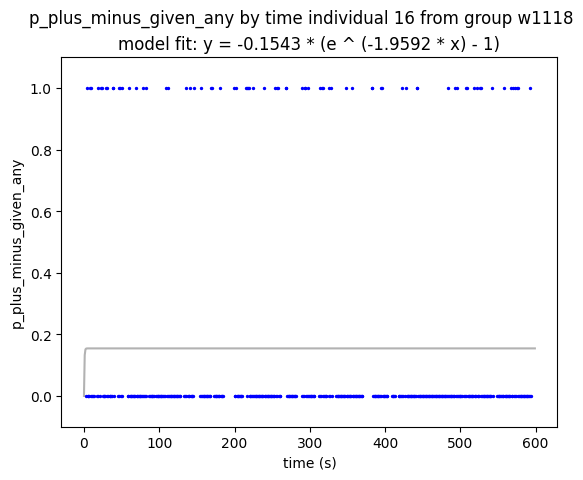 p_plus_minus_given_any by time individual 16 from group w1118
model fit: y = -0.1543 * (e ^ (-1.9592 * x) - 1)
1.0
0.8
0.6
0.4
0.2
0.0
p_plus_minus_given_any
0 100 200 300 400 500 600
time (s)